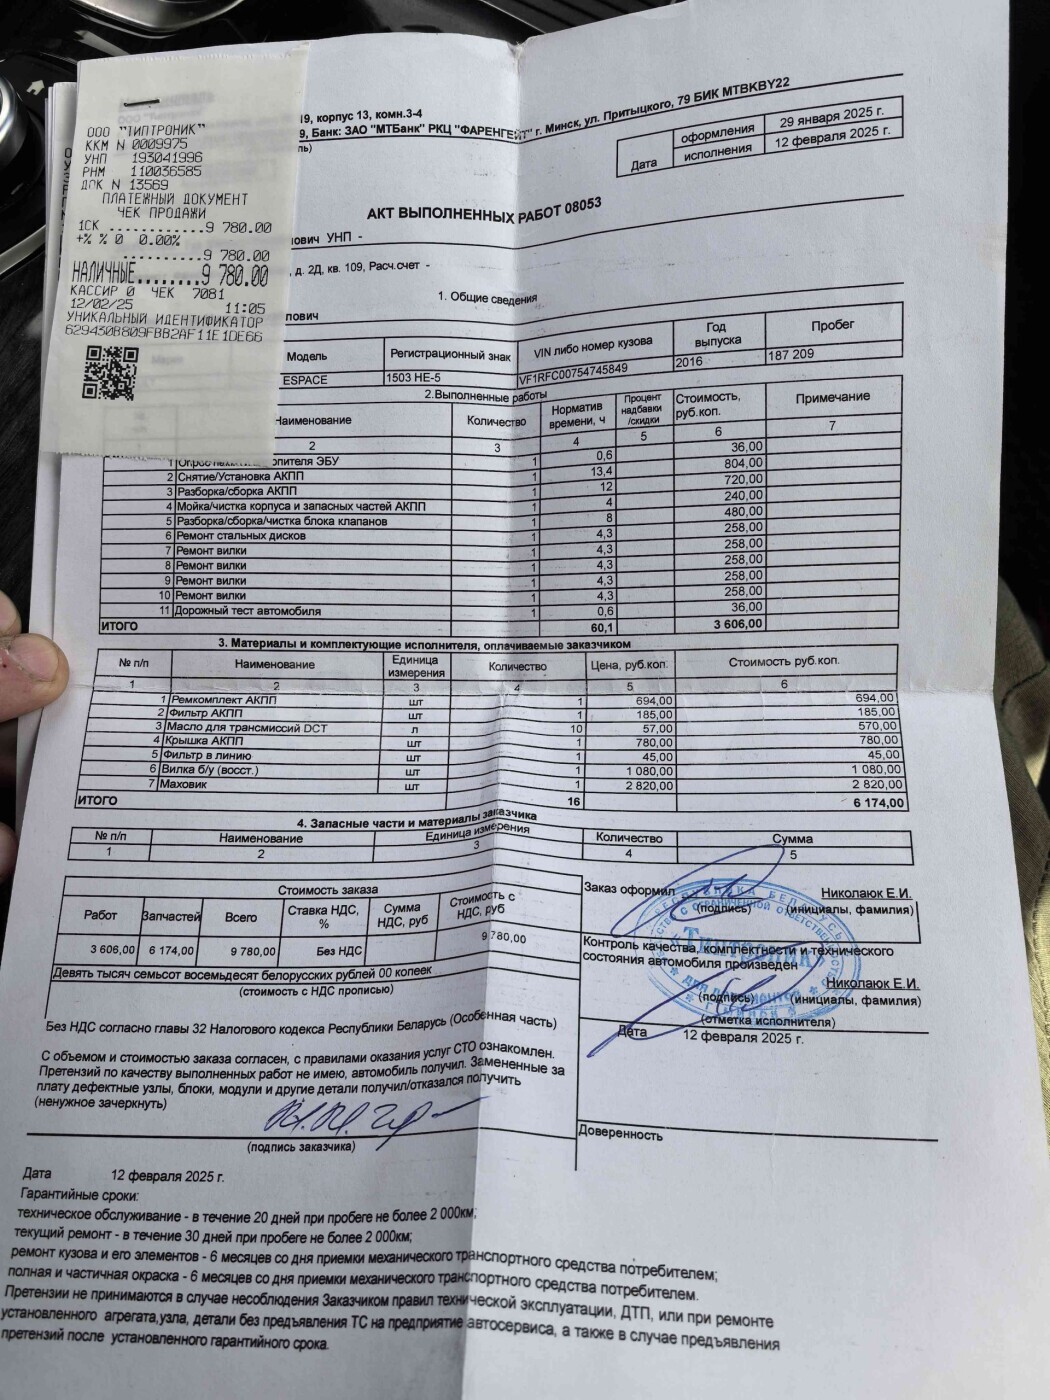 ООО "ТИПТРОНИК"
ККМ N 0009975
УНП 193041996
РНМ 110036585
ДОК N 13569
ПЛАТЕЖНЫЙ ДОКУМЕНТ
ЧЕК ПРОДАЖИ
1СК ............9 780.00
+% % 0 0.00%
............9 780.00
НАЛИЧНЫЕ........9 780.00
КАССИР 0 ЧЕК 7081
12/02/25 11:05
УНИКАЛЬНЫЙ ИДЕНТИФИКАТОР
629430B809FBB2AF11E1DE66
19, корпус 13, комн.3-4
9, Банк: ЗАО "МТБанк" РКЦ "ФАРЕНГЕЙТ" г. Минск, ул. Притыцкого, 79 БИК MTBKBY22
ль)
Дата оформления 29 января 2025 г.
исполнения 12 февраля 2025 г.
АКТ ВЫПОЛНЕННЫХ РАБОТ 08053
ович УНП -
, д. 2Д, кв. 109, Расч.счет -
1. Общие сведения
лович
Модель Регистрационный знак VIN либо номер кузова Год выпуска Пробег
ESPACE 1503 HE-5 VF1RFC00754745849 2016 187 209
2.Выполненные работы
Наименование Количество Норматив времени, ч Процент надбавки /скидки Стоимость, руб.коп. Примечание
2 3 4 5 6 7
1 опителя ЭБУ 1 0,6 36,00
2 Снятие/Установка АКПП 1 13,4 804,00
3 Разборка/сборка АКПП 1 12 720,00
4 Мойка/чистка корпуса и запасных частей АКПП 1 4 240,00
5 Разборка/сборка/чистка блока клапанов 1 8 480,00
6 Ремонт стальных дисков 1 4,3 258,00
7 Ремонт вилки 1 4,3 258,00
8 Ремонт вилки 1 4,3 258,00
9 Ремонт вилки 1 4,3 258,00
10 Ремонт вилки 1 4,3 258,00
11 Дорожный тест автомобиля 1 0,6 36,00
ИТОГО 60,1 3 606,00
3. Материалы и комплектующие исполнителя, оплачиваемые заказчиком
№ п/п Наименование Единица измерения Количество Цена, руб.коп. Стоимость руб.коп.
1 2 3 4 5 6
1 Ремкомплект АКПП шт 1 694,00 694,00
2 Фильтр АКПП шт 1 185,00 185,00
3 Масло для трансмиссий DCT л 10 57,00 570,00
4 Крышка АКПП шт 1 780,00 780,00
5 Фильтр в линию шт 1 45,00 45,00
6 Вилка б/у (восст.) шт 1 1 080,00 1 080,00
7 Маховик шт 1 2 820,00 2 820,00
ИТОГО 16 6 174,00
4. Запасные части и материалы заказчика
№ п/п Наименование Единица измерения Количество Сумма
1 2 3 4 5
Стоимость заказа
Работ Запчастей Всего Ставка НДС, % Сумма НДС, руб Стоимость с НДС, руб
3 606,00 6 174,00 9 780,00 Без НДС 9 780,00
Девять тысяч семьсот восемьдесят белорусских рублей 00 копеек
(стоимость с НДС прописью)
Без НДС согласно главы 32 Налогового кодекса Республики Беларусь (Особенная часть)
С объемом и стоимостью заказа согласен, с правилами оказания услуг СТО ознакомлен.
Претензий по качеству выполненных работ не имею, автомобиль получил. Замененные за
плату дефектные узлы, блоки, модули и другие детали получил/отказался получить
(ненужное зачеркнуть)
(подпись заказчика)
Заказ оформил Николаюк Е.И.
(подпись) (инициалы, фамилия)
Контроль качества, комплектности и технического
состояния автомобиля произведен
Николаюк Е.И.
(подпись) (инициалы, фамилия)
(отметка исполнителя)
Дата 12 февраля 2025 г.
Типтроник
ДЛЯ ДОКУМЕНТОВ
Доверенность
Дата 12 февраля 2025 г.
Гарантийные сроки:
техническое обслуживание - в течение 20 дней при пробеге не более 2 000км;
текущий ремонт - в течение 30 дней при пробеге не более 2 000км;
ремонт кузова и его элементов - 6 месяцев со дня приемки механического транспортного средства потребителем;
полная и частичная окраска - 6 месяцев со дня приемки механического транспортного средства потребителем.
Претензии не принимаются в случае несоблюдения Заказчиком правил технической эксплуатации, ДТП, или при ремонте
установленного агрегата,узла, детали без предъявления ТС на предприятие автосервиса, а также в случае предъявления
претензий после установленного гарантийного срока.